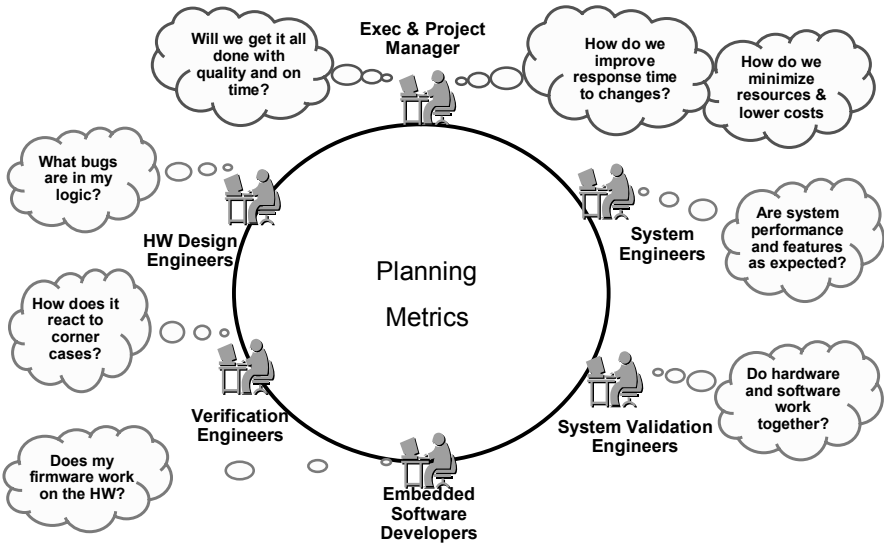 Exec & Project
Manager
Will we get it all
done with
quality and on
time?
How do we
improve
response time
to changes?
How do we
minimize
resources &
lower costs
What bugs
are in my
logic?
HW Design
Engineers
System
Engineers
Are system
performance
and features
as expected?
Planning
Metrics
How does it
react to
corner
cases?
Verification
Engineers
System Validation
Engineers
Do hardware
and software
work
together?
Does my
firmware work
on the HW?
Embedded
Software
Developers